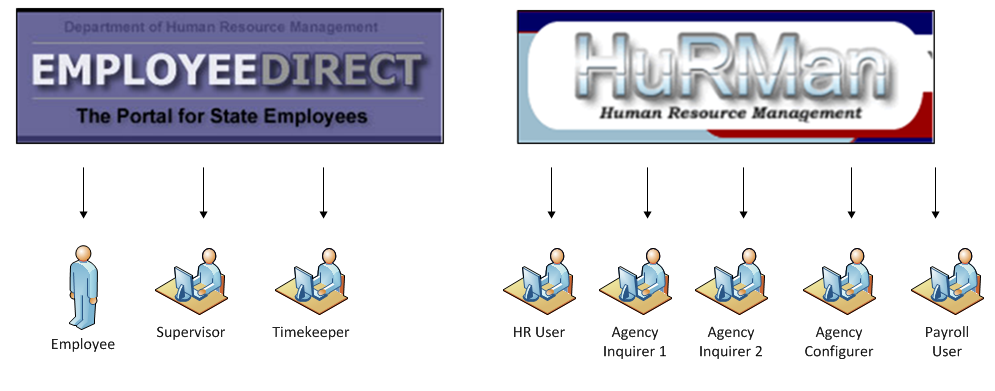 Department of Human Resource Management
EMPLOYEEDIRECT
The Portal for State Employees
HuRMan
Human Resource Management
Employee
Supervisor
Timekeeper
HR User
Agency
Inquirer 1
Agency
Inquirer 2
Agency
Configurer
Payroll
User